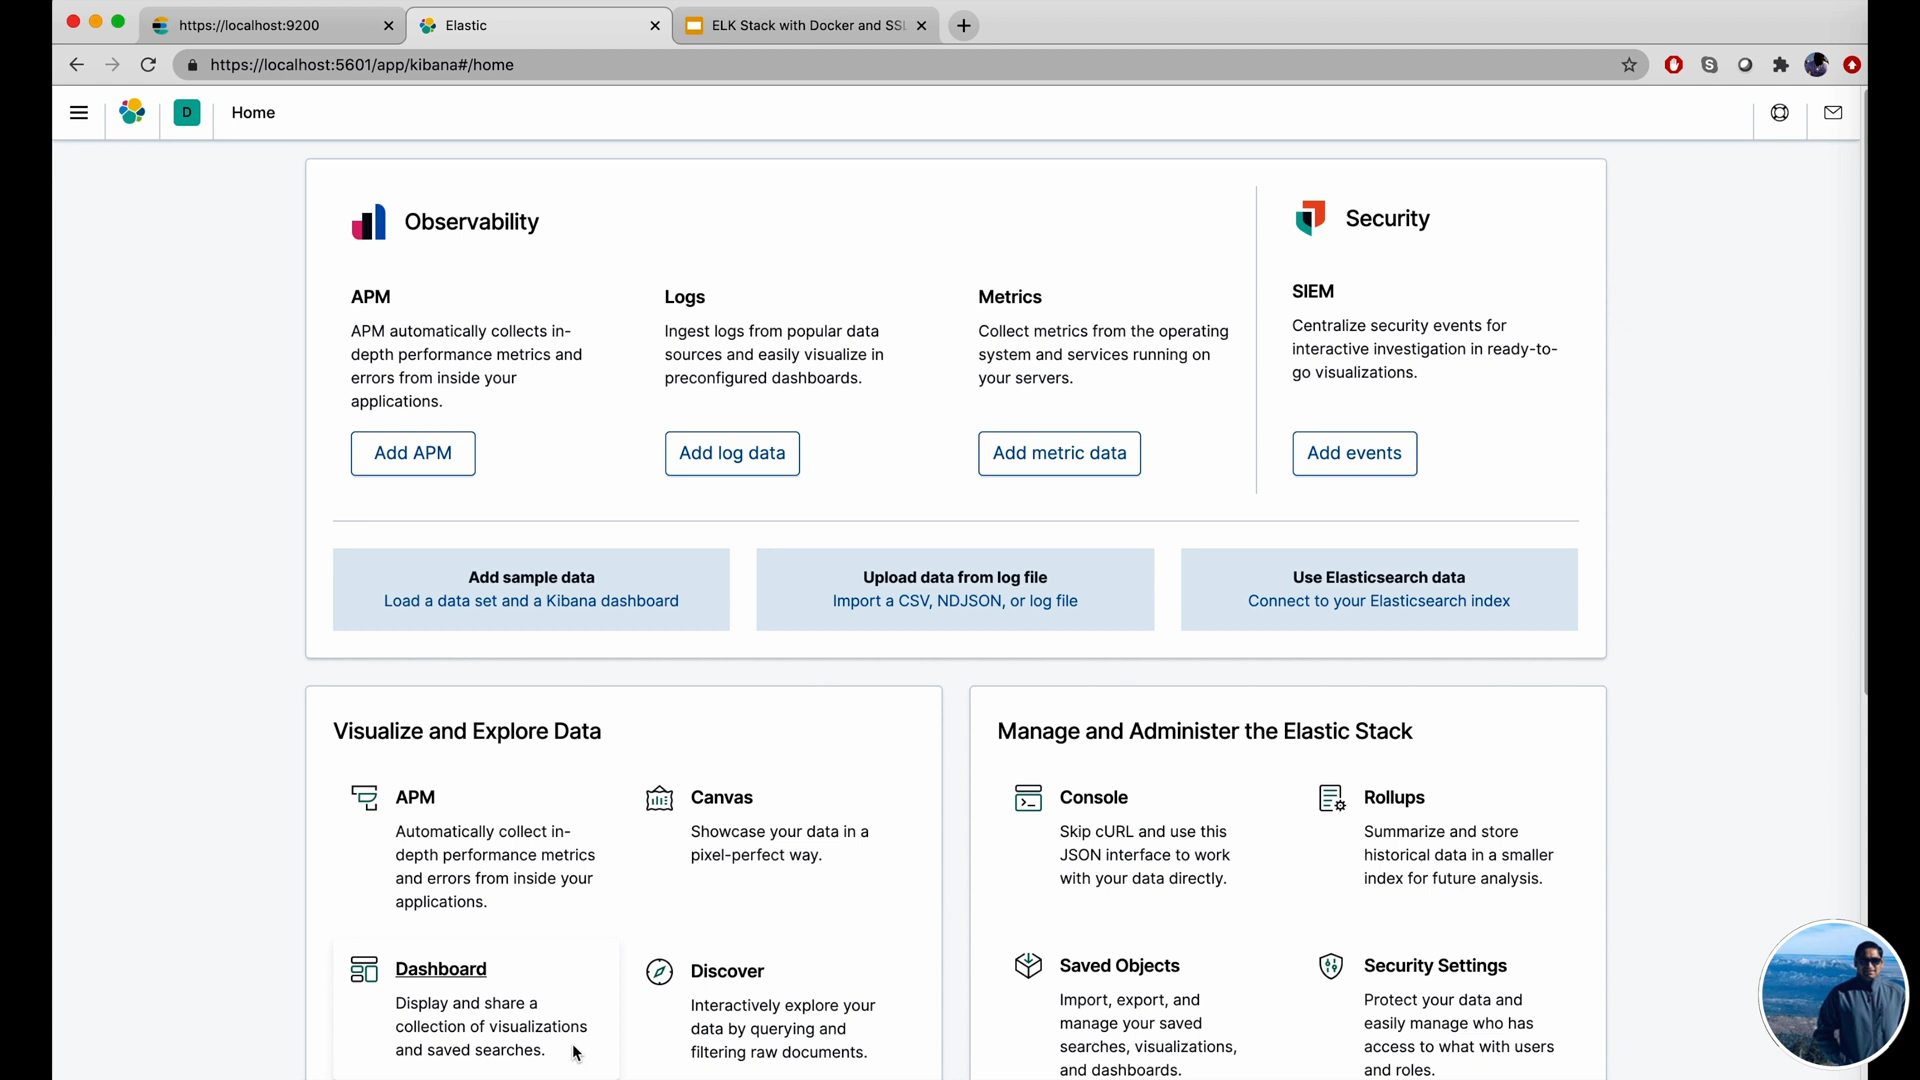 https://localhost:9200
Elastic
ELK Stack with Docker and SSL
https://localhost:5601/app/kibana#/home
D
Home
Observability
Security
APM
APM automatically collects in-
depth performance metrics and
errors from inside your
applications.
Add APM
Logs
Ingest logs from popular data
sources and easily visualize in
preconfigured dashboards.
Add log data
Metrics
Collect metrics from the operating
system and services running on
your servers.
Add metric data
SIEM
Centralize security events for
interactive investigation in ready-to-
go visualizations.
Add events
Add sample data
Load a data set and a Kibana dashboard
Upload data from log file
Import a CSV, NDJSON, or log file
Use Elasticsearch data
Connect to your Elasticsearch index
Visualize and Explore Data
APM
Automatically collect in-
depth performance metrics
and errors from inside your
applications.
Canvas
Showcase your data in a
pixel-perfect way.
Dashboard
Display and share a
collection of visualizations
and saved searches.
Discover
Interactively explore your
data by querying and
filtering raw documents.
Manage and Administer the Elastic Stack
Console
Skip cURL and use this
JSON interface to work
with your data directly.
Rollups
Summarize and store
historical data in a smaller
index for future analysis.
Saved Objects
Import, export, and
manage your saved
searches, visualizations,
and dashboards.
Security Settings
Protect your data and
easily manage who has
access to what with users
and roles.